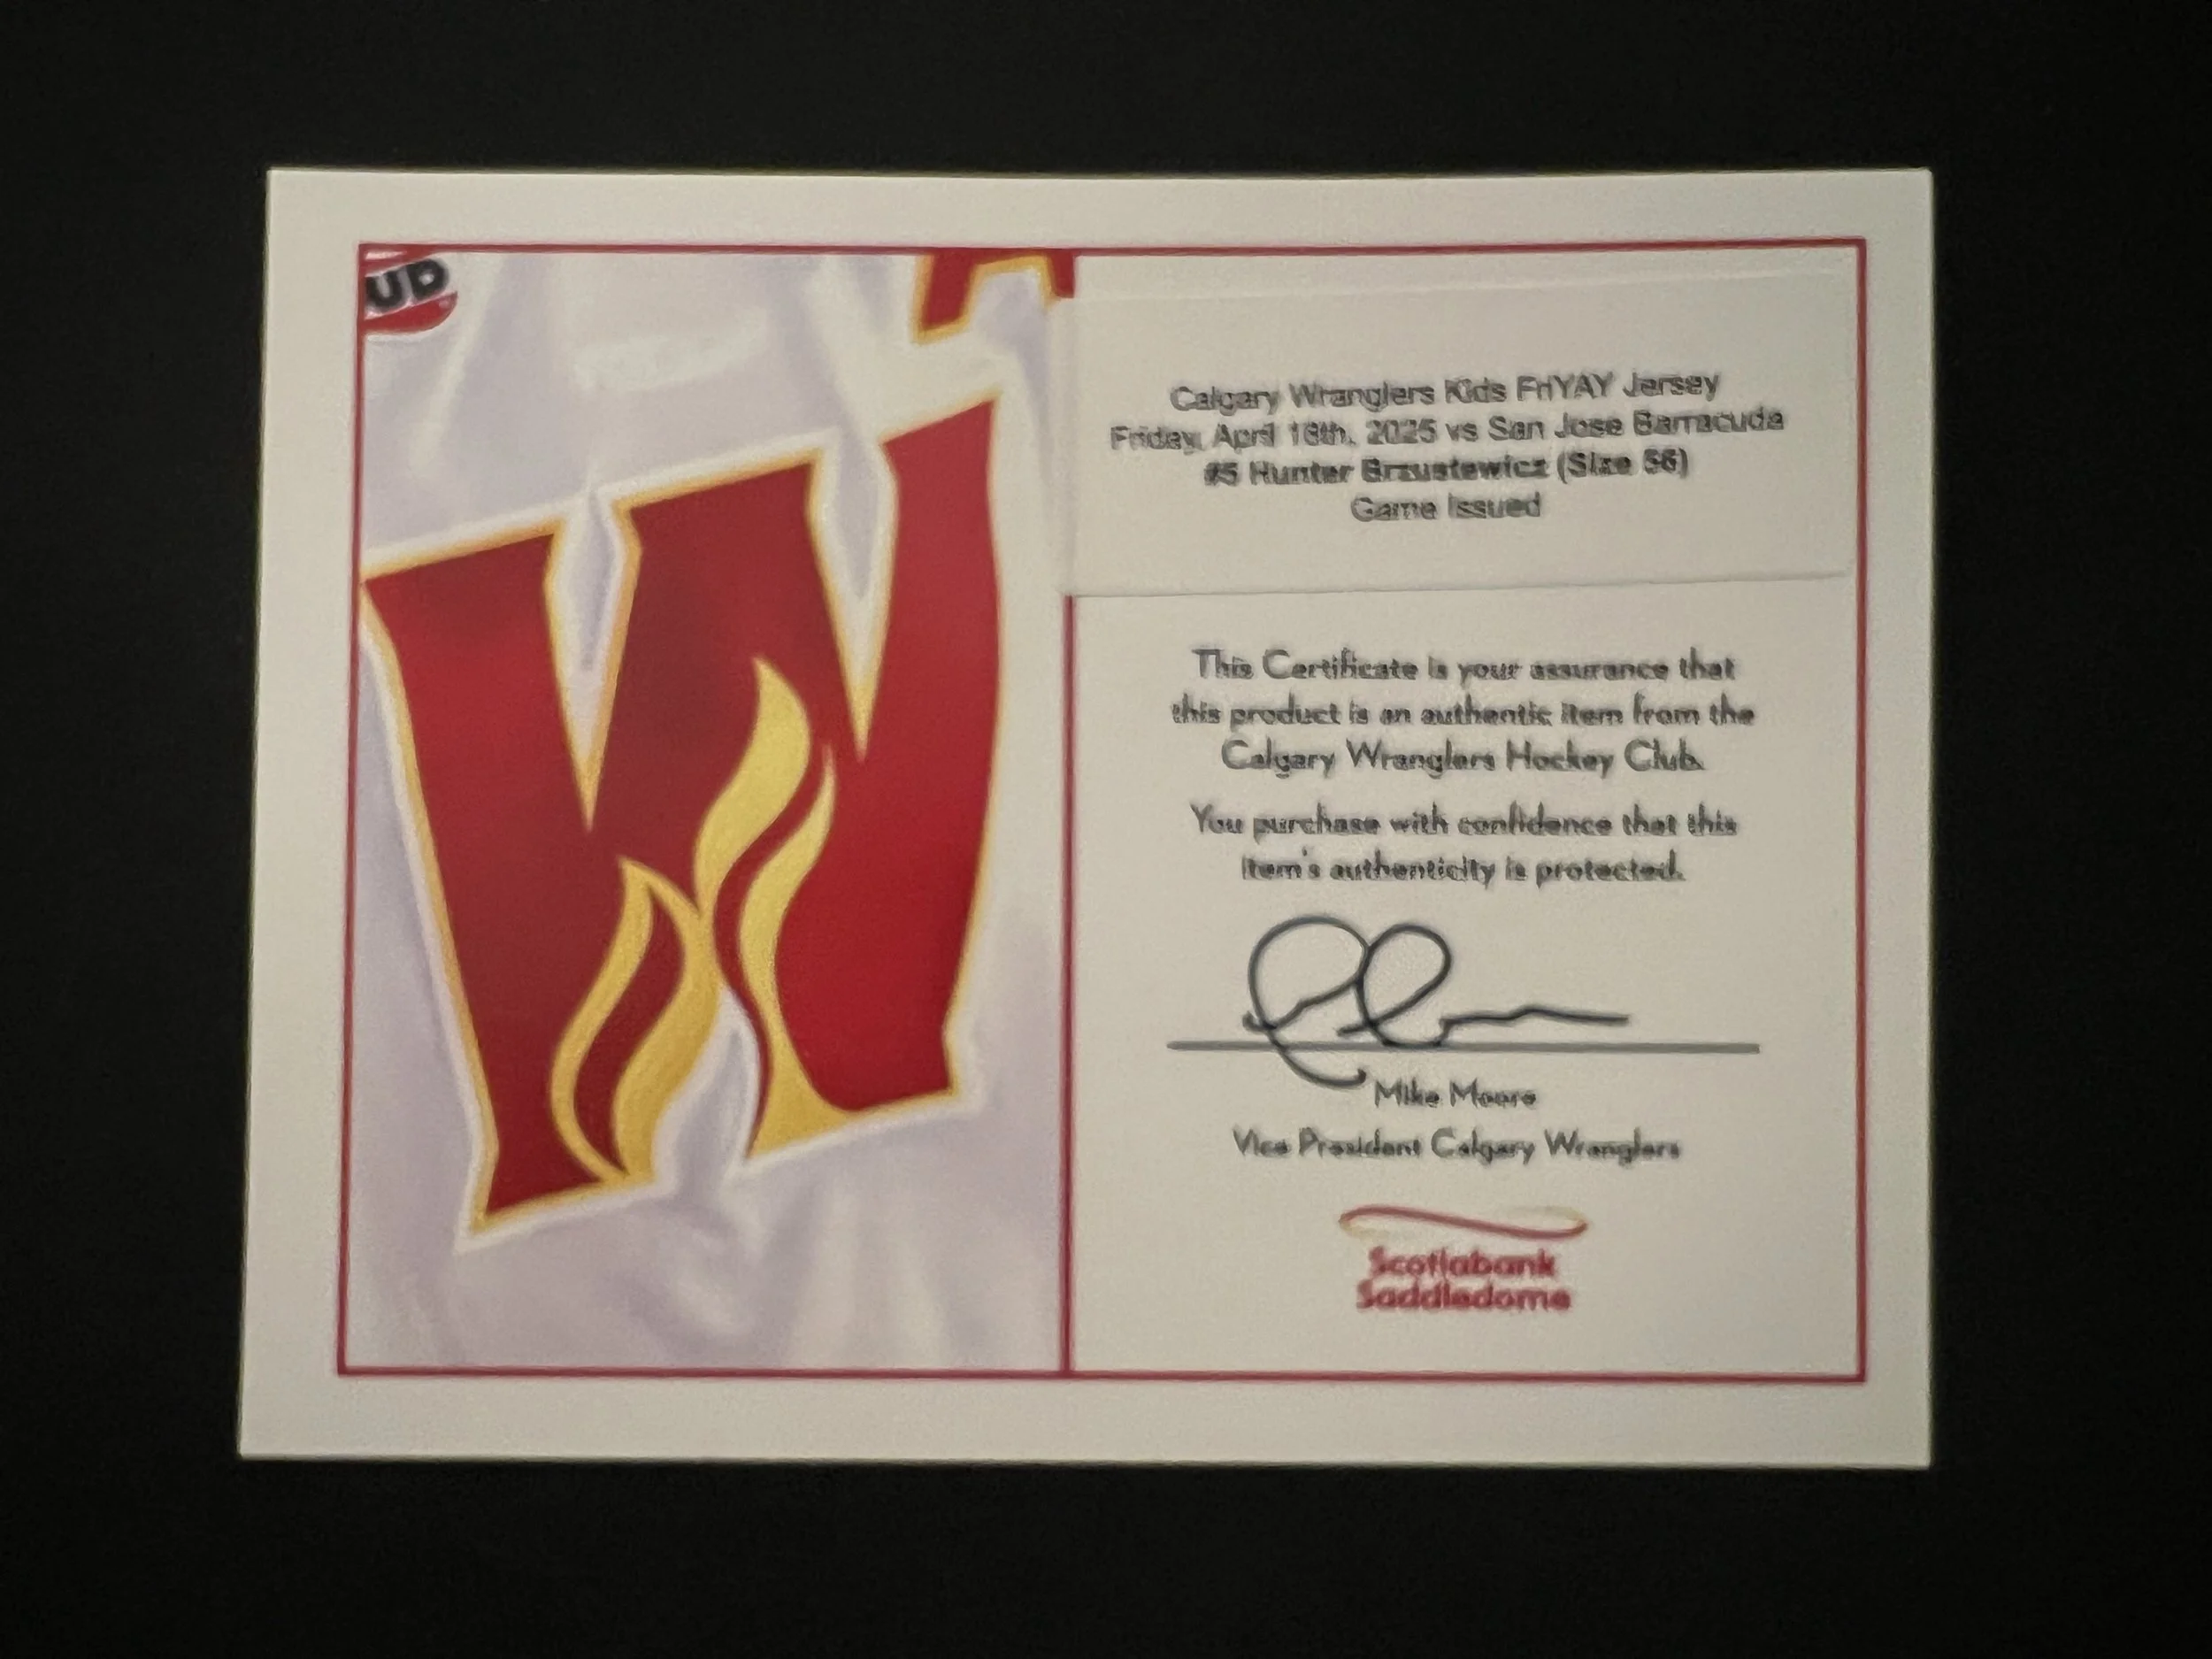 UD
Calgary Wranglers Kids FriYAY Jersey
Friday, April 18th, 2025 vs San Jose Barracuda
#5 Hunter Brzustewicz (Size 56)
Game Issued
This Certificate is your assurance that
this product is an authentic item from the
Calgary Wranglers Hockey Club.
You purchase with confidence that this
item's authenticity is protected.
Mike Moore
Vice President Calgary Wranglers
Scotiabank
Saddledome